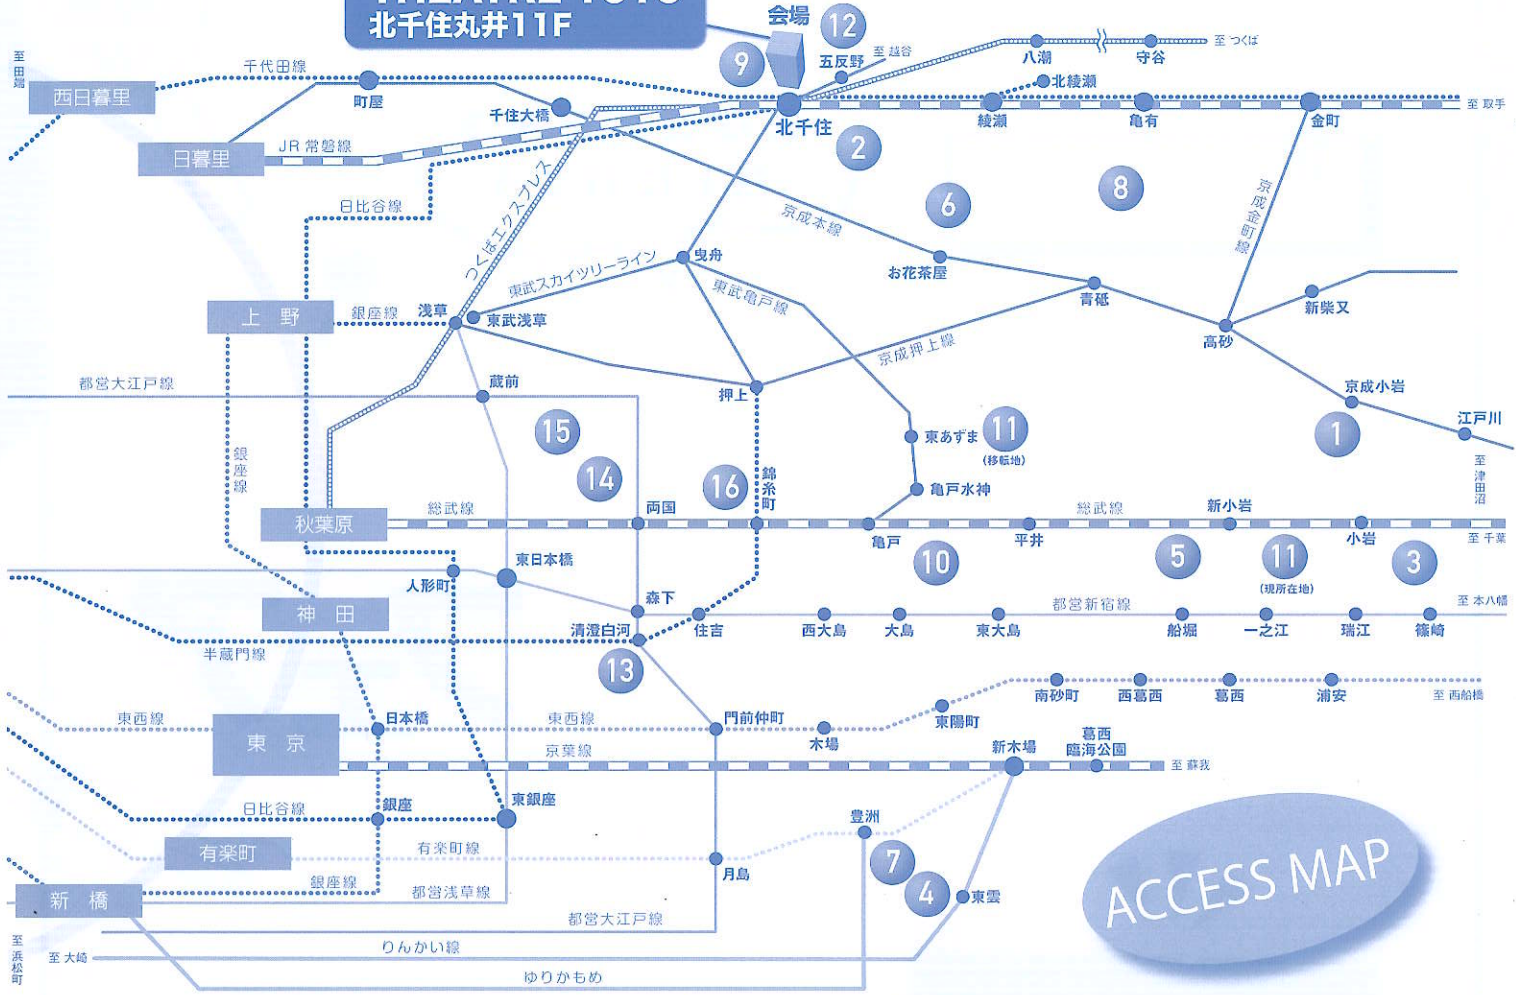 北千住丸井11F
会場
12
9
五反野
至 越谷
八潮
守谷
至 つくば
北綾瀬
至 田端
西日暮里
千代田線
町屋
千住大橋
北千住
綾瀬
亀有
金町
至 取手
日暮里
JR 常磐線
2
8
6
日比谷線
つくばエクスプレス
京成本線
京成金町線
曳舟
お花茶屋
東武スカイツリーライン
東武亀戸線
青砥
新柴又
上 野
銀座線
浅草
東武浅草
高砂
京成押上線
都営大江戸線
蔵前
押上
京成小岩
江戸川
1
15
東あずま
11
(移転地)
銀座線
14
16
錦糸町
亀戸水神
至 津田沼
秋葉原
総武線
両国
総武線
新小岩
亀戸
平井
小岩
至 千葉
東日本橋
10
5
11
(現所在地)
3
人形町
神 田
森下
都営新宿線
至 本八幡
清澄白河
住吉
西大島
大島
東大島
船堀
一之江
瑞江
篠崎
半蔵門線
13
南砂町
西葛西
葛西
浦安
至 西船橋
東西線
日本橋
東西線
門前仲町
木場
東陽町
東 京
京葉線
新木場
葛西
臨海公園
至 蘇我
日比谷線
銀座
東銀座
豊洲
有楽町
有楽町線
7
月島
ACCESS MAP
銀座線
都営浅草線
4
東雲
新 橋
都営大江戸線
至 浜松町
至 大崎
りんかい線
ゆりかもめ